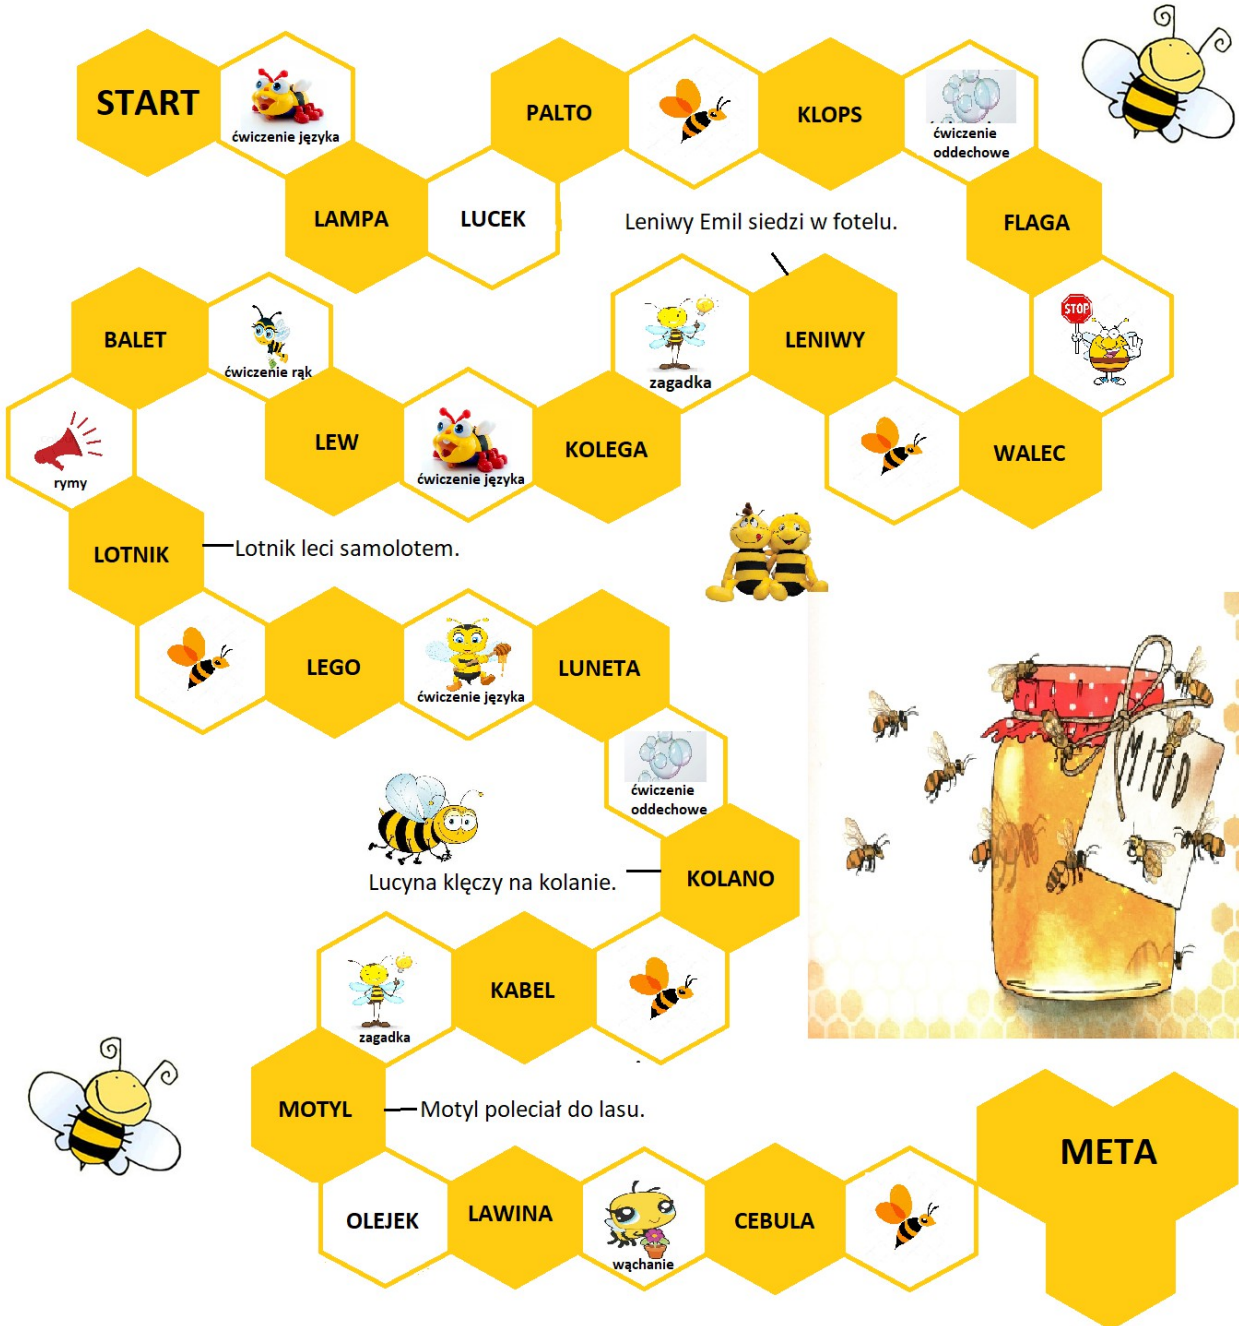 START
ćwiczenie języka
LAMPA
LUCEK
PALTO
KLOPS
ćwiczenie
oddechowe
FLAGA
STOP
WALEC
LENIWY
Leniwy Emil siedzi w fotelu.
zagadka
KOLEGA
ćwiczenie języka
LEW
ćwiczenie rąk
BALET
rymy
LOTNIK
Lotnik leci samolotem.
LEGO
ćwiczenie języka
LUNETA
ćwiczenie
oddechowe
KOLANO
Lucyna klęczy na kolanie.
MIÓD
KABEL
zagadka
MOTYL
Motyl poleciał do lasu.
OLEJEK
LAWINA
wąchanie
CEBULA
META